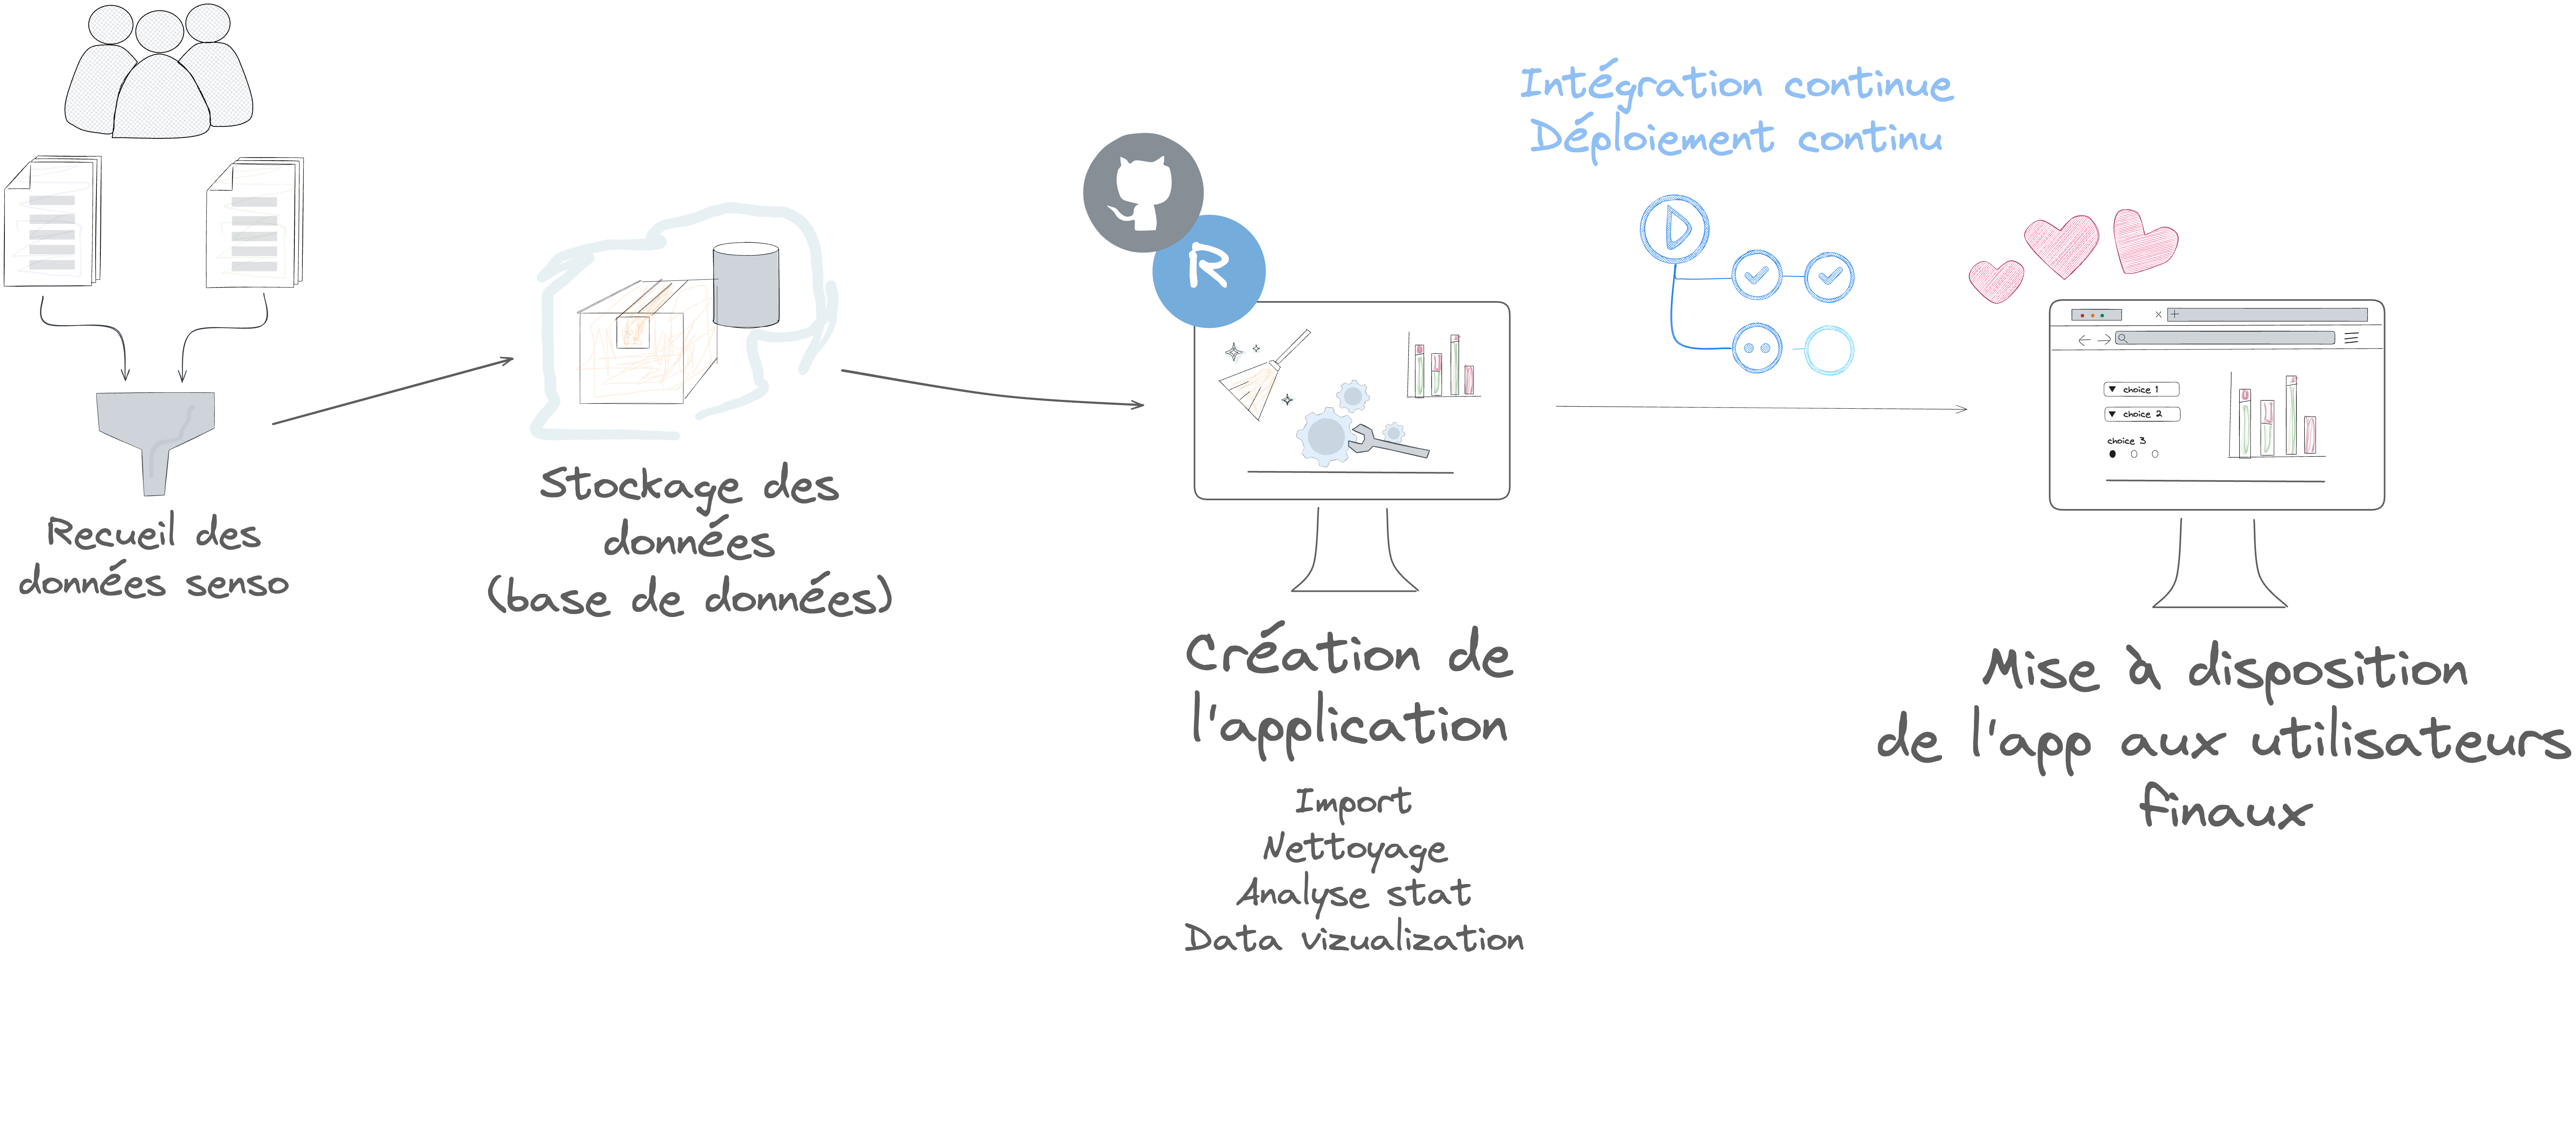 Recueil des
données senso
Stockage des
données
(base de données)
R
Création de
l'application
Import
Nettoyage
Analyse stat
Data vizualization
Intégration continue
Déploiement continu
choice 1
choice 2
choice 3
Mise à disposition
de l'app aux utilisateurs
finaux